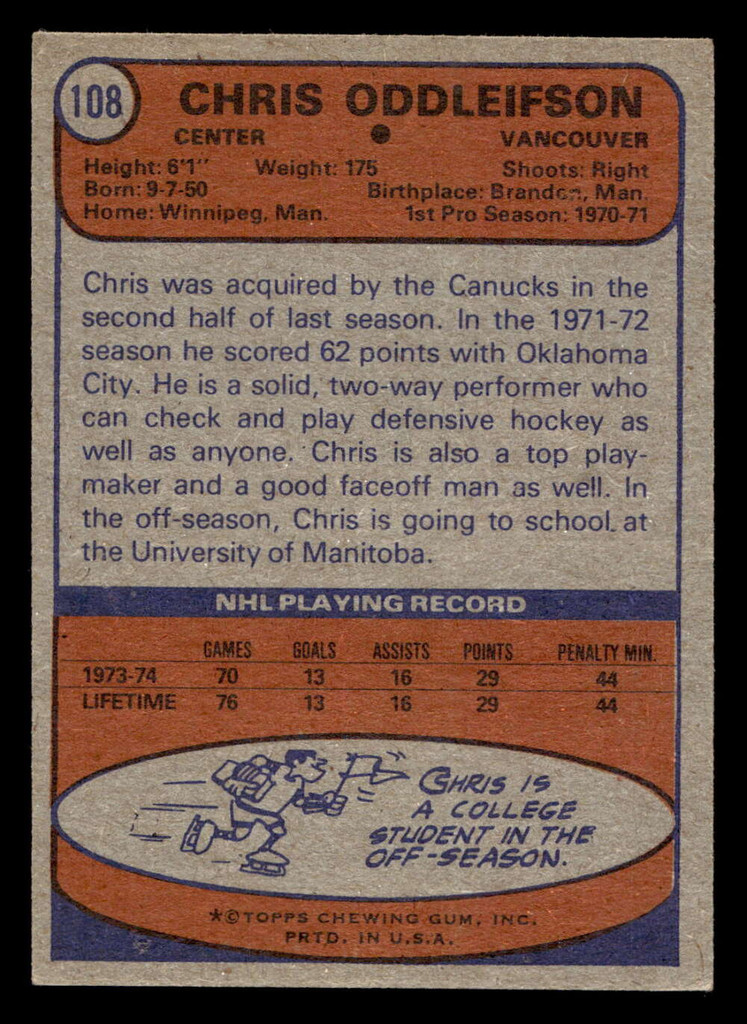 108 CHRIS ODDLEIFSON
CENTER ● VANCOUVER
Height: 6'1" Weight: 175 Shoots: Right
Born: 9-7-50 Birthplace: Brandon, Man.
Home: Winnipeg, Man. 1st Pro Season: 1970-71
Chris was acquired by the Canucks in the
second half of last season. In the 1971-72
season he scored 62 points with Oklahoma
City. He is a solid, two-way performer who
can check and play defensive hockey as
well as anyone. Chris is also a top play-
maker and a good faceoff man as well. In
the off-season, Chris is going to school at
the University of Manitoba.
NHL PLAYING RECORD
GAMES GOALS ASSISTS POINTS PENALTY MIN.
1973-74 70 13 16 29 44
LIFETIME 76 13 16 29 44
CHRIS IS
A COLLEGE
STUDENT IN THE
OFF-SEASON.
*©TOPPS CHEWING GUM, INC.
PRTD. IN U.S.A.